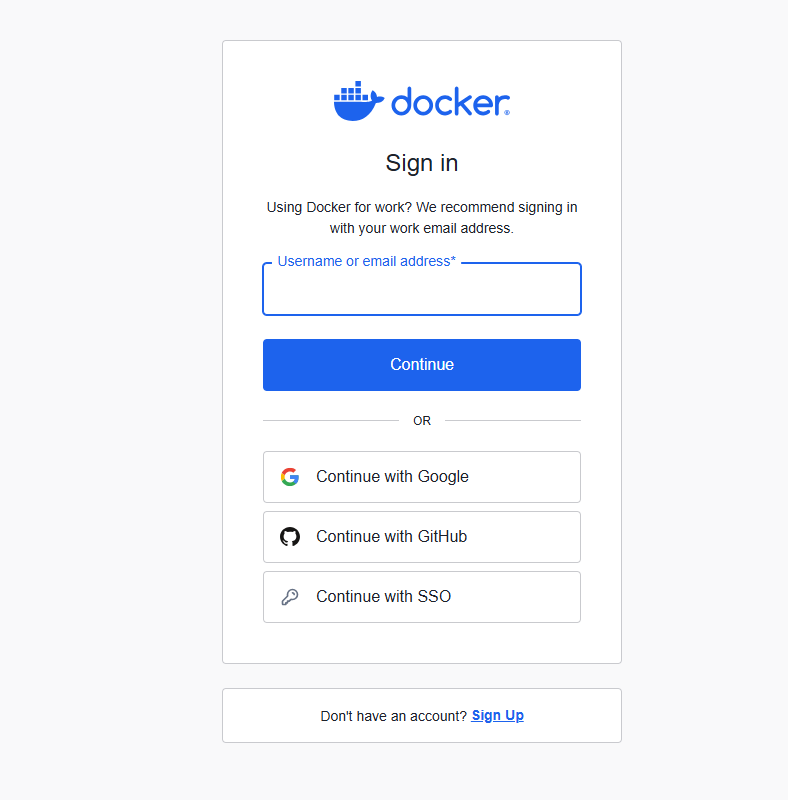 docker®
Sign in
Using Docker for work? We recommend signing in
with your work email address.
Username or email address*
Continue
OR
Continue with Google
Continue with GitHub
Continue with SSO
Don't have an account? Sign Up